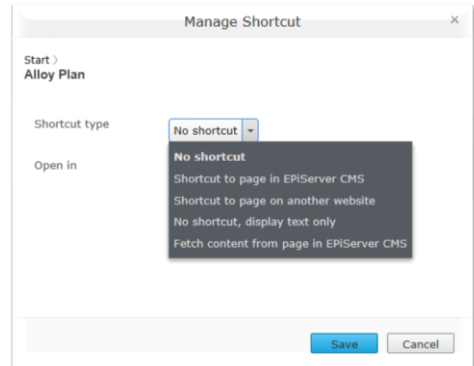 Manage Shortcut
×
Start 〉
Alloy Plan
Shortcut type
No shortcut
No shortcut
Open in
Shortcut to page in EPiServer CMS
Shortcut to page on another website
No shortcut, display text only
Fetch content from page in EPiServer CMS
Save
Cancel